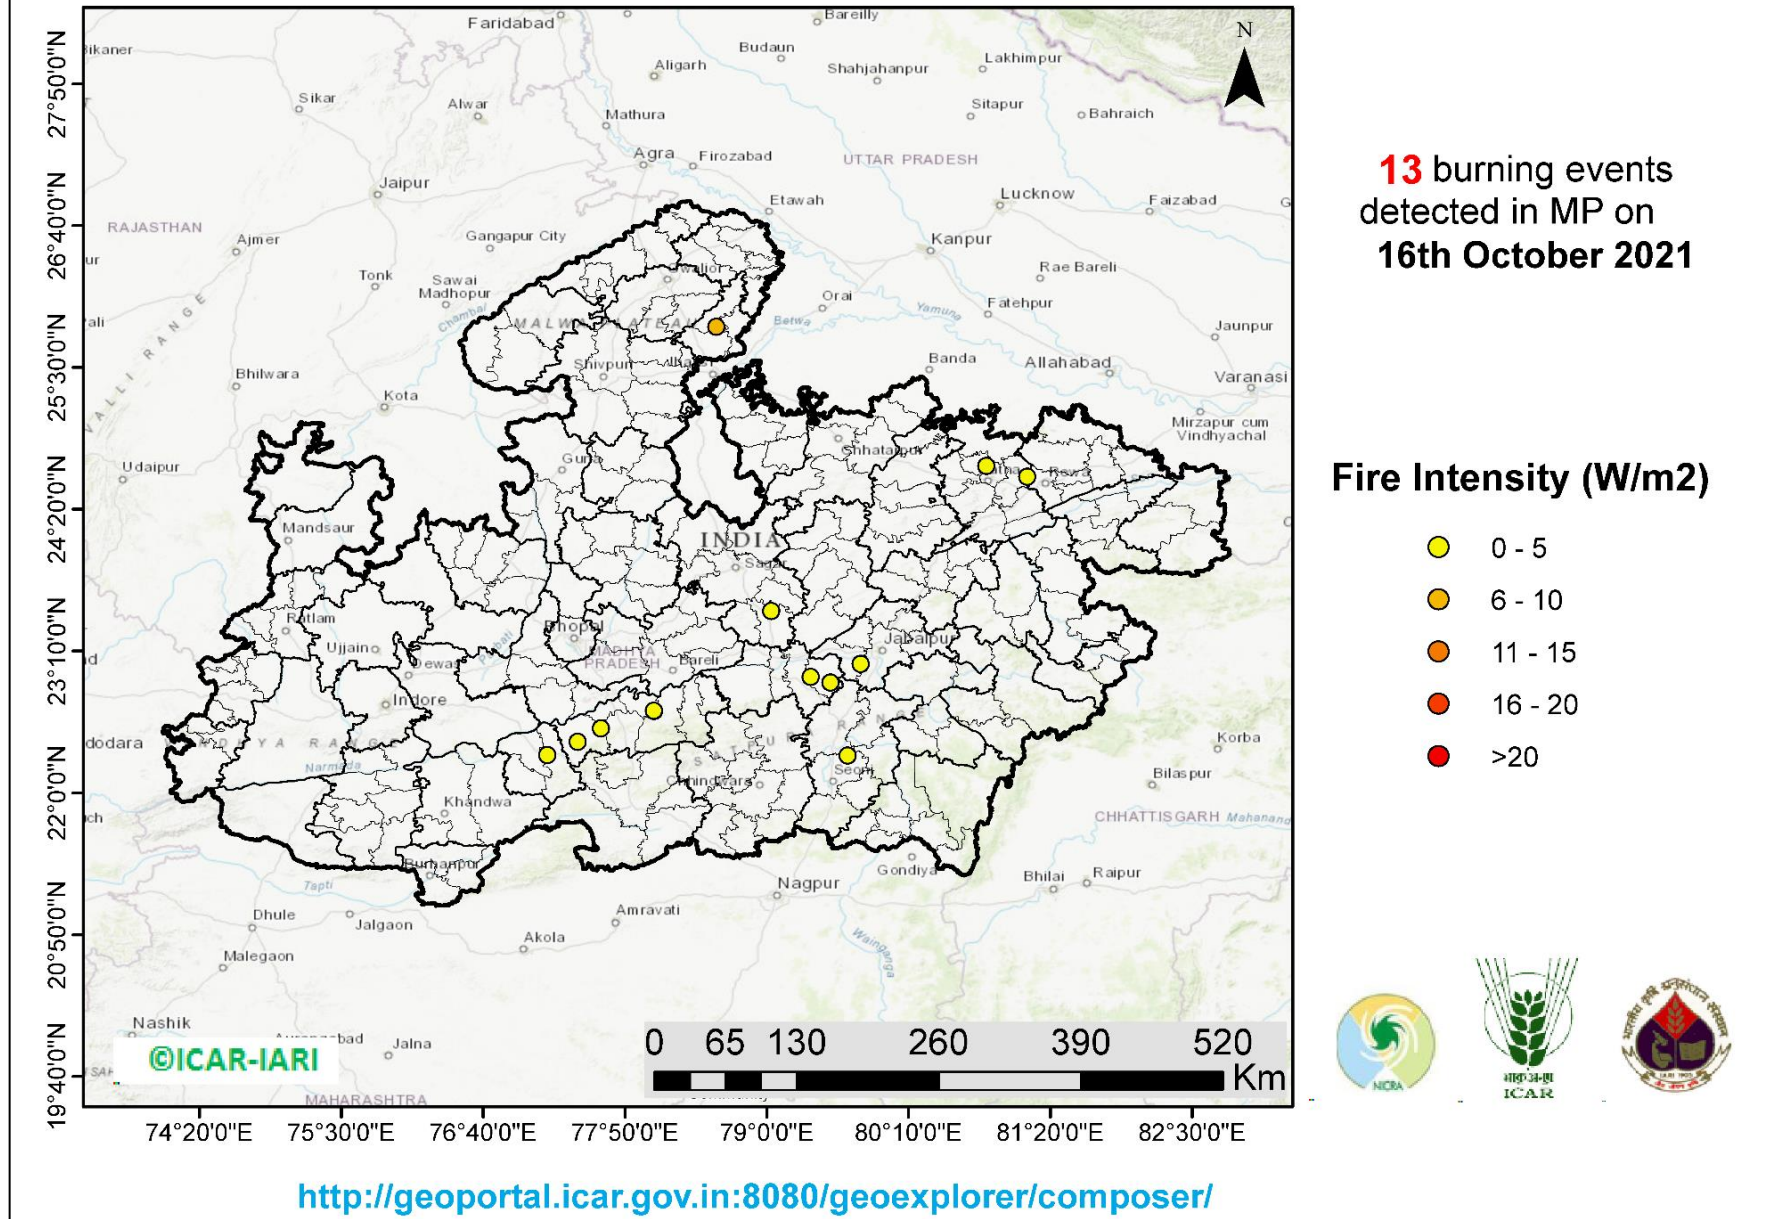 13 burning events
detected in MP on
16th October 2021
Fire Intensity (W/m2)
0 - 5
6 - 10
11 - 15
16 - 20
>20
N
27°50'0"N
26°40'0"N
25°30'0"N
24°20'0"N
23°10'0"N
22°0'0"N
20°50'0"N
19°40'0"N
74°20'0"E
75°30'0"E
76°40'0"E
77°50'0"E
79°0'0"E
80°10'0"E
81°20'0"E
82°30'0"E
Faridabad
Bareilly
Bikaner
Budaun
Aligarh
Shahjahanpur
Lakhimpur
Sikar
Alwar
Mathura
Sitapur
Bahraich
Agra
Firozabad
UTTAR PRADESH
Jaipur
Etawah
Lucknow
Faizabad
RAJASTHAN
Ajmer
Gangapur City
Kanpur
Tonk
Sawai
Madhopur
Gwalior
Rae Bareli
Orai
Fatehpur
Chambal
Betwa
Yamuna
Jaunpur
Bhilwara
Banda
Allahabad
Varanasi
Kota
Mirzapur cum
Vindhyachal
Chhatarpur
Udaipur
Guna
Rewa
Mandsaur
INDIA
Sagar
Ratlam
Bhopal
Jabalpur
Ujjain
Dewas
MADHYA
PRADESH
Bareli
Indore
RANGE
SATPURA RANGE
Narmada
Seoni
Chhindwara
Khandwa
Korba
Bilaspur
CHHATTISGARH
Burhanpur
Tapti
Nagpur
Gondiya
Bhilai
Raipur
Dhule
Jalgaon
Amravati
Akola
Wainganga
Malegaon
Nashik
Jalna
MAHARASHTRA
©ICAR-IARI
0 65 130 260 390 520
Km
NICRA
ICAR
http://geoportal.icar.gov.in:8080/geoexplorer/composer/